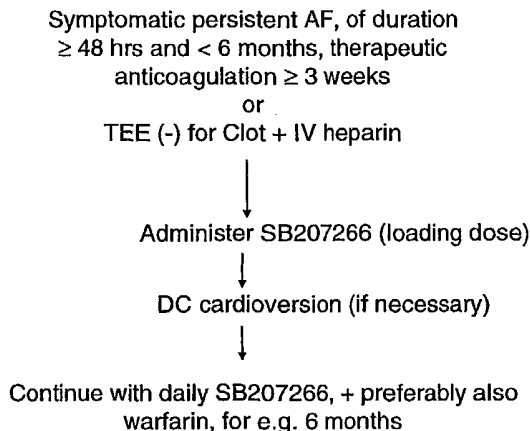 Symptomatic persistent AF, of duration
≥ 48 hrs and < 6 months, therapeutic
anticoagulation ≥ 3 weeks
or
TEE (-) for Clot + IV heparin
Administer SB207266 (loading dose)
DC cardioversion (if necessary)
Continue with daily SB207266, + preferably also
warfarin, for e.g. 6 months